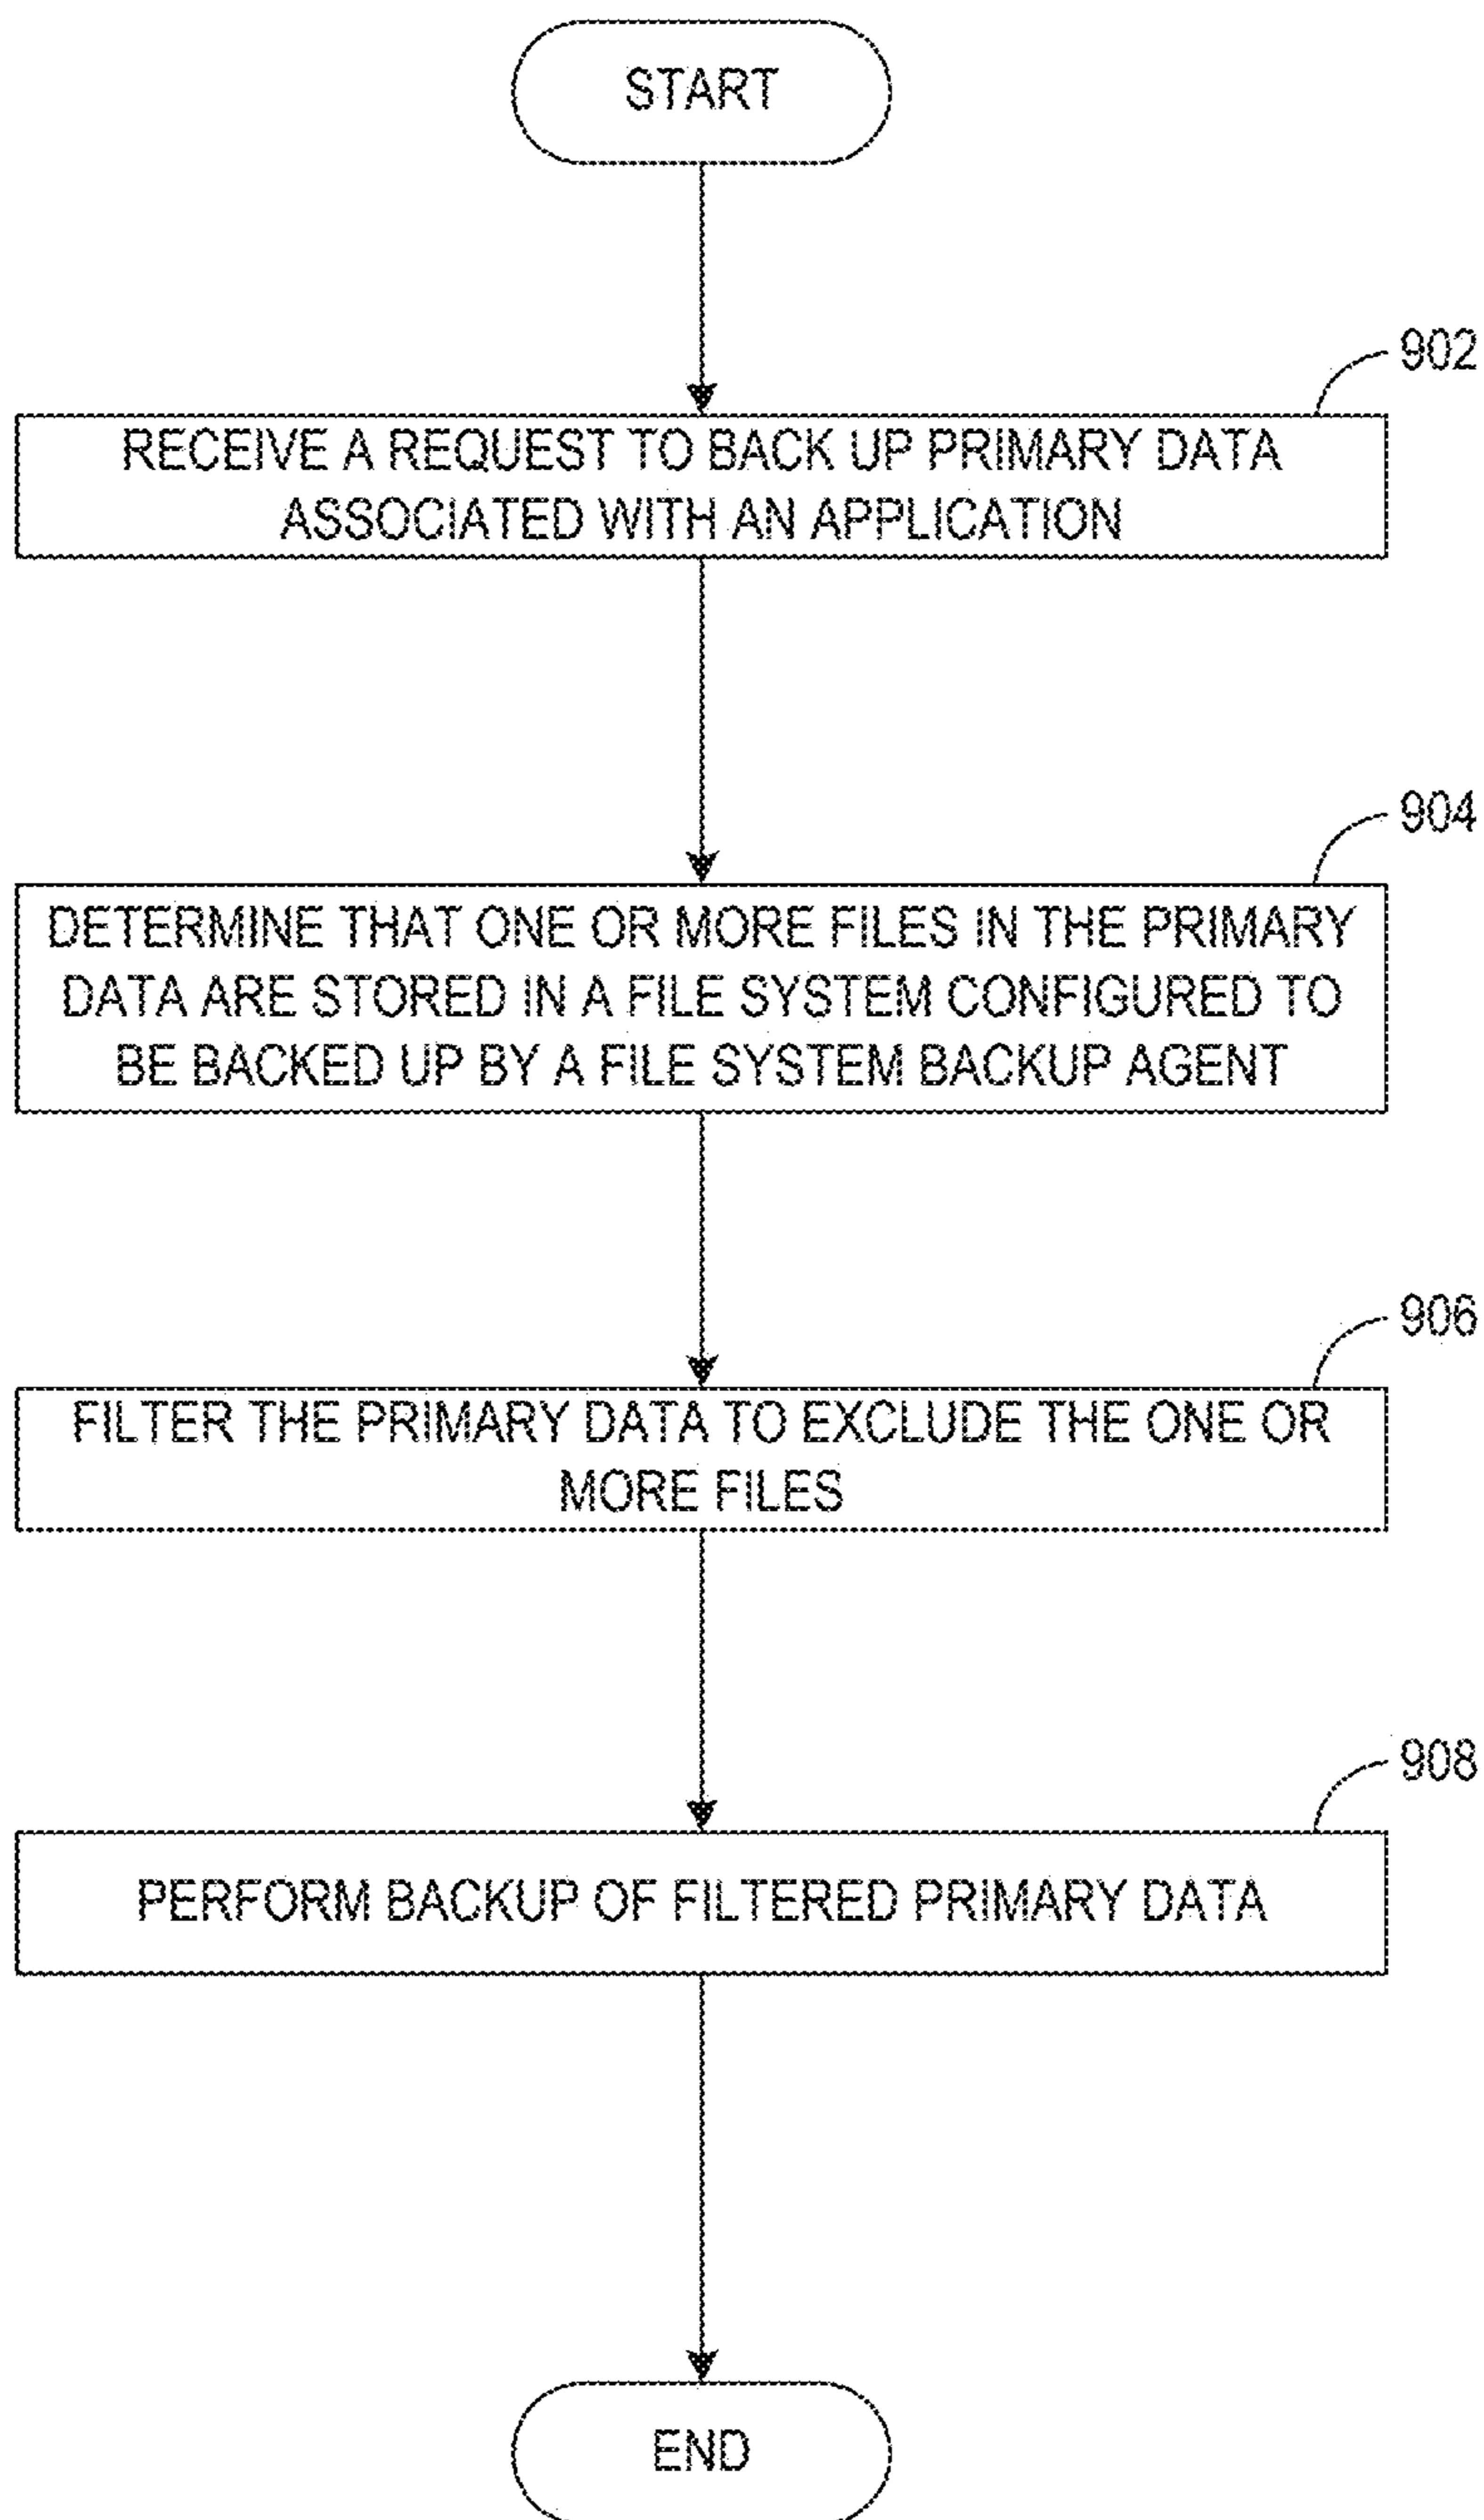 START
902
RECEIVE A REQUEST TO BACK UP PRIMARY DATA
ASSOCIATED WITH AN APPLICATION
904
DETERMINE THAT ONE OR MORE FILES IN THE PRIMARY
DATA ARE STORED IN A FILE SYSTEM CONFIGURED TO
BE BACKED UP BY A FILE SYSTEM BACKUP AGENT
906
FILTER THE PRIMARY DATA TO EXCLUDE THE ONE OR
MORE FILES
908
PERFORM BACKUP OF FILTERED PRIMARY DATA
END